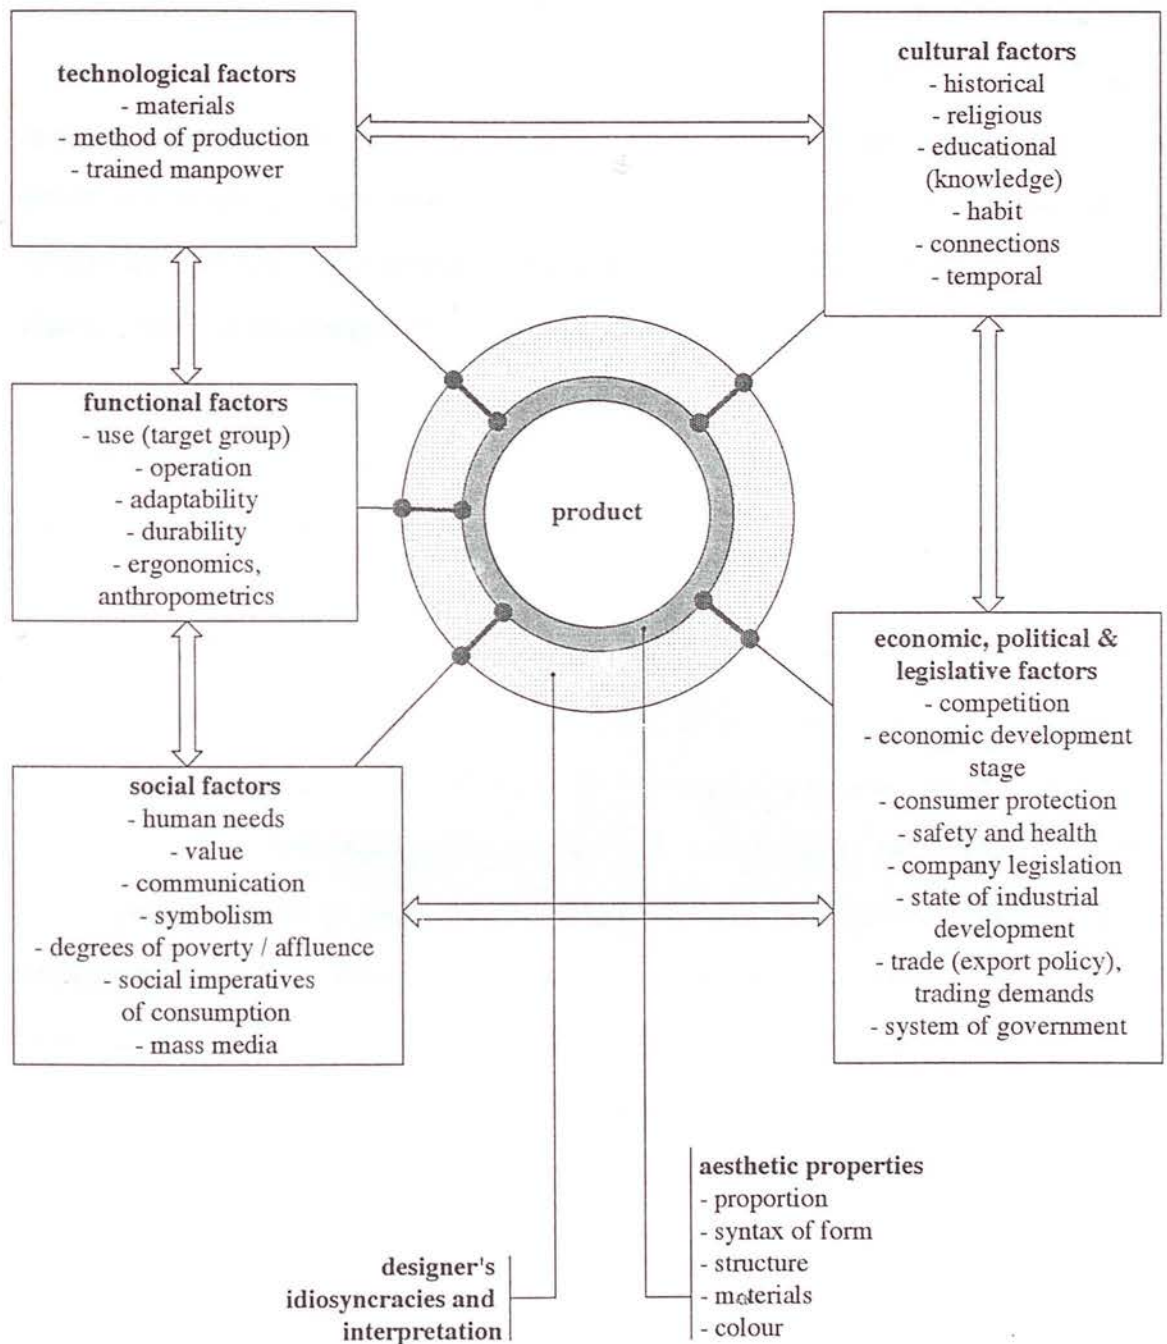 technological factors
- materials
- method of production
- trained manpower
cultural factors
- historical
- religious
- educational
(knowledge)
- habit
- connections
- temporal
functional factors
- use (target group)
- operation
- adaptability
- durability
- ergonomics,
anthropometrics
product
economic, political &
legislative factors
- competition
- economic development
stage
- consumer protection
- safety and health
- company legislation
- state of industrial
development
- trade (export policy),
trading demands
- system of government
social factors
- human needs
- value
- communication
- symbolism
- degrees of poverty / affluence
- social imperatives
of consumption
- mass media
designer's
idiosyncracies and
interpretation
aesthetic properties
- proportion
- syntax of form
- structure
- materials
- colour